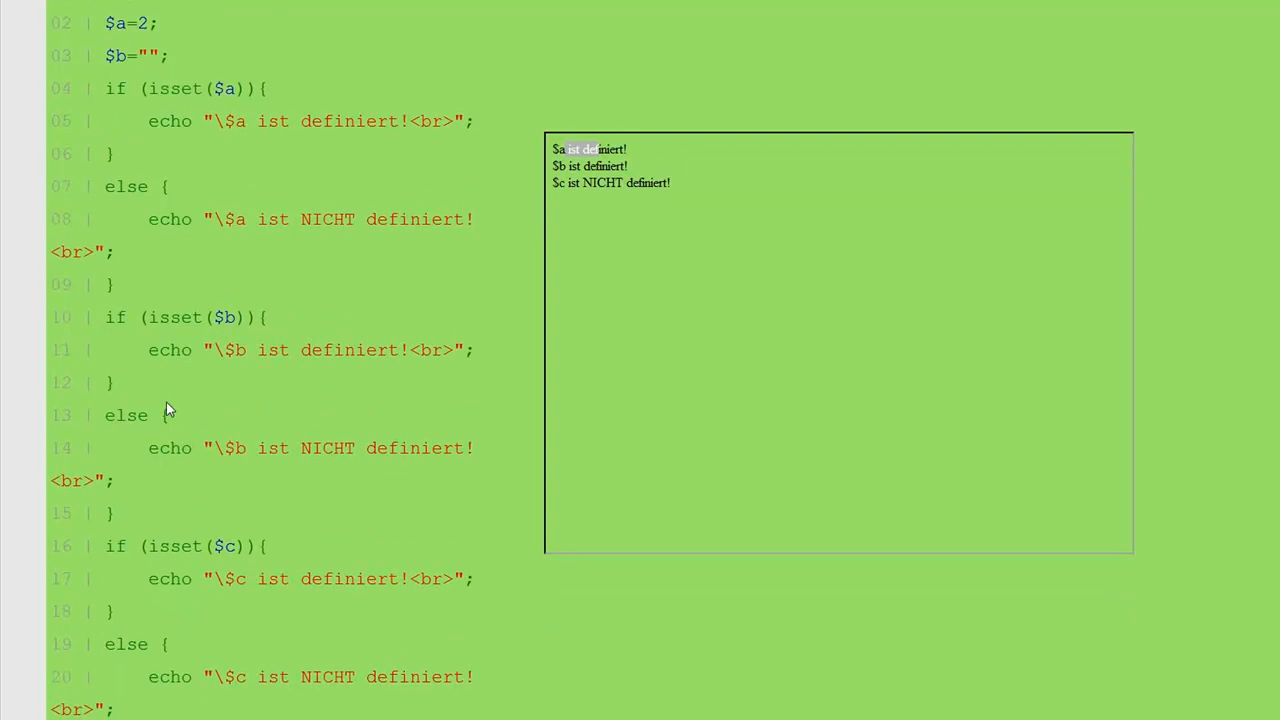 02 | $a=2;
03 | $b="";
04 | if (isset($a)){
05 |     echo "\$a ist definiert!<br>";
06 | }
07 | else {
08 |     echo "\$a ist NICHT definiert!
<br>";
09 | }
10 | if (isset($b)){
11 |     echo "\$b ist definiert!<br>";
12 | }
13 | else {
14 |     echo "\$b ist NICHT definiert!
<br>";
15 | }
16 | if (isset($c)){
17 |     echo "\$c ist definiert!<br>";
18 | }
19 | else {
20 |     echo "\$c ist NICHT definiert!
<br>";
$a ist definiert!
$b ist definiert!
$c ist NICHT definiert!